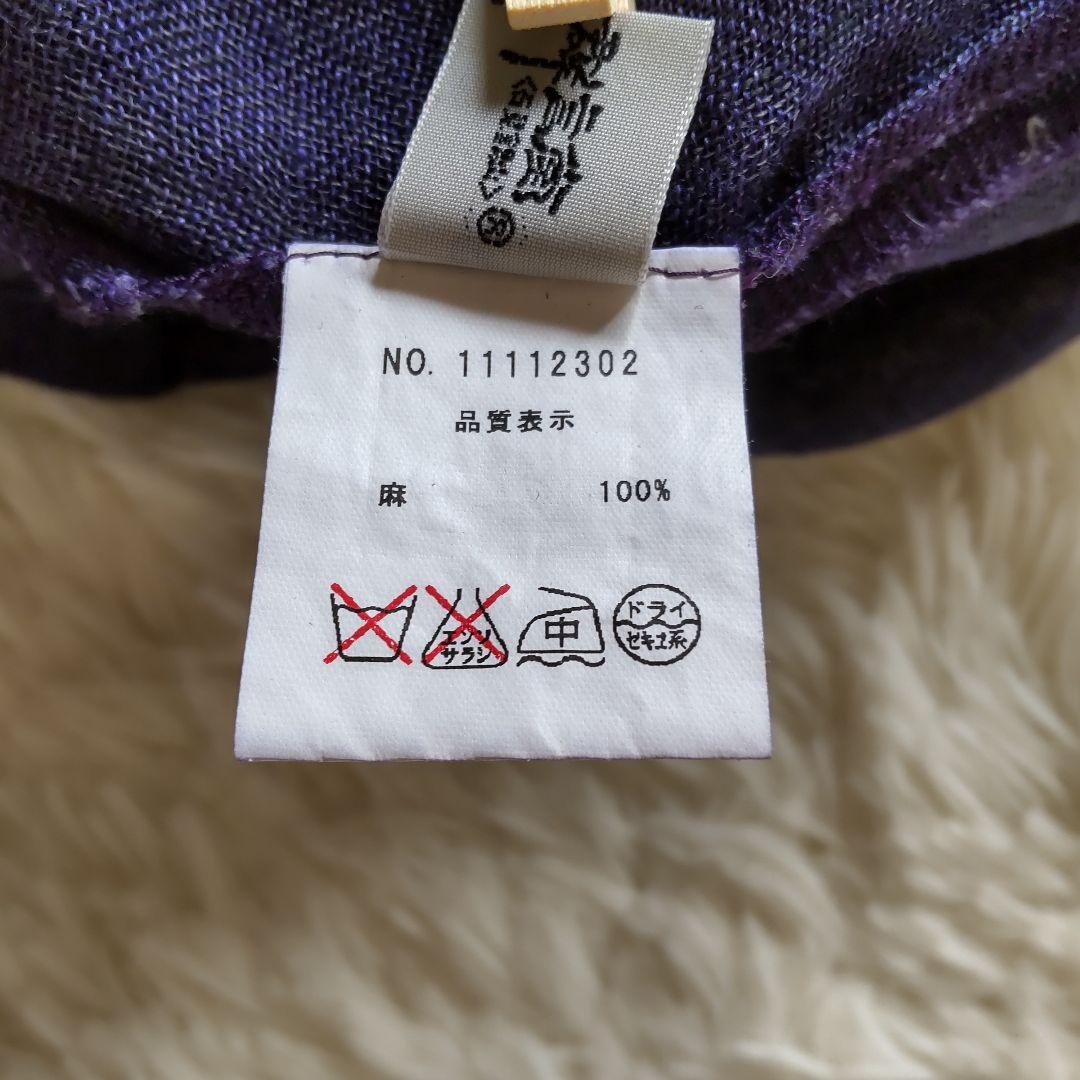 NO. 11112302
品質表示
麻 100%
エンソ
サラシ
中
ドライ
セキユ系